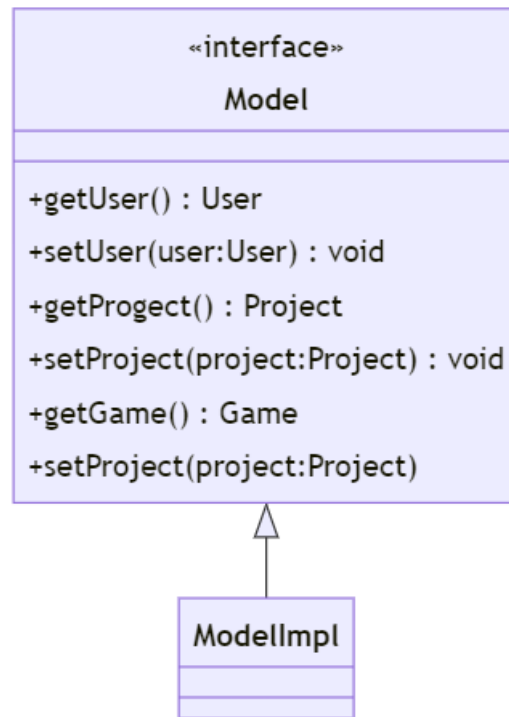 «interface»
Model
+getUser() : User
+setUser(user:User) : void
+getProgect() : Project
+setProject(project:Project) : void
+getGame() : Game
+setProject(project:Project)
ModelImpl